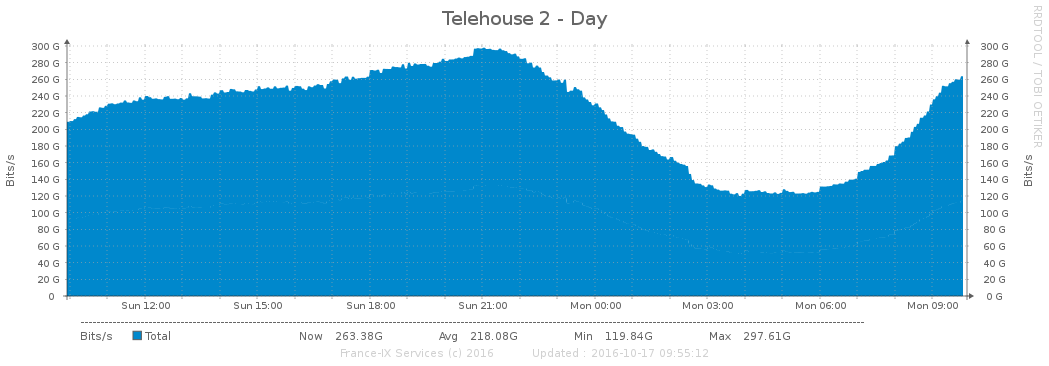 Telehouse 2 - Day
RRDTOOL / TOBI OETIKER
Bits/s
300 G
280 G
260 G
240 G
220 G
200 G
180 G
160 G
140 G
120 G
100 G
80 G
60 G
40 G
20 G
0
300 G
280 G
260 G
240 G
220 G
200 G
180 G
160 G
140 G
120 G
100 G
80 G
60 G
40 G
20 G
0 G
Bits/s
Sun 12:00 Sun 15:00 Sun 18:00 Sun 21:00 Mon 00:00 Mon 03:00 Mon 06:00 Mon 09:00
Bits/s Total Now 263.38G Avg 218.08G Min 119.84G Max 297.61G
France-IX Services (c) 2016 Updated : 2016-10-17 09:55:12